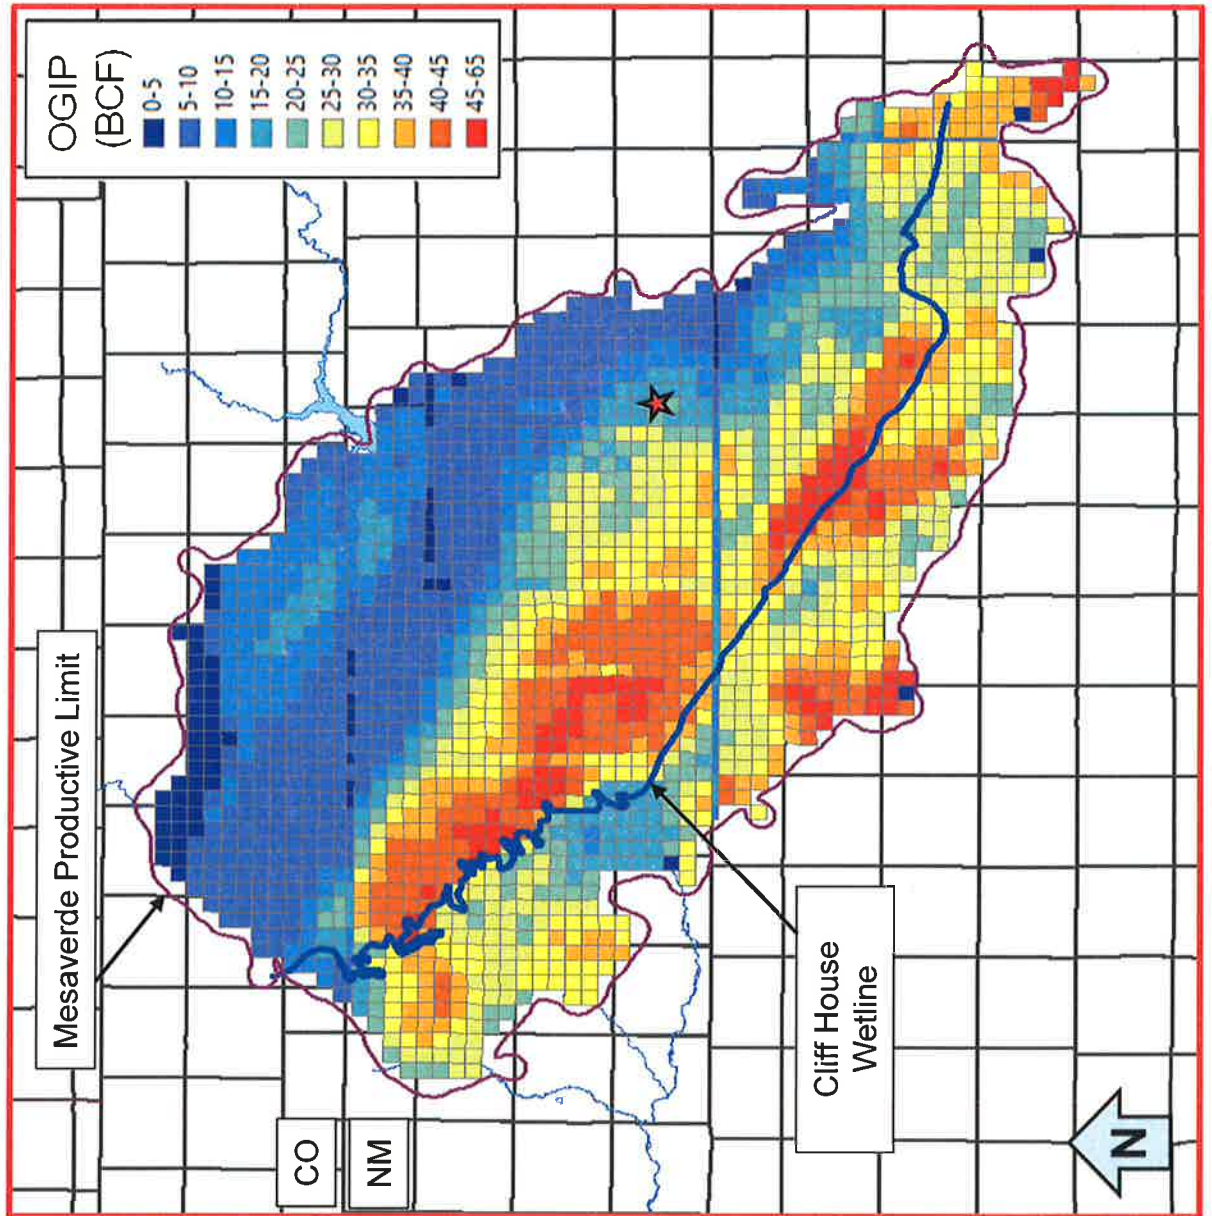 OGIP
(BCF)
0-5
5-10
10-15
15-20
20-25
25-30
30-35
35-40
40-45
45-65
Mesaverde Productive Limit
CO
NM
Cliff House
Wetline
N